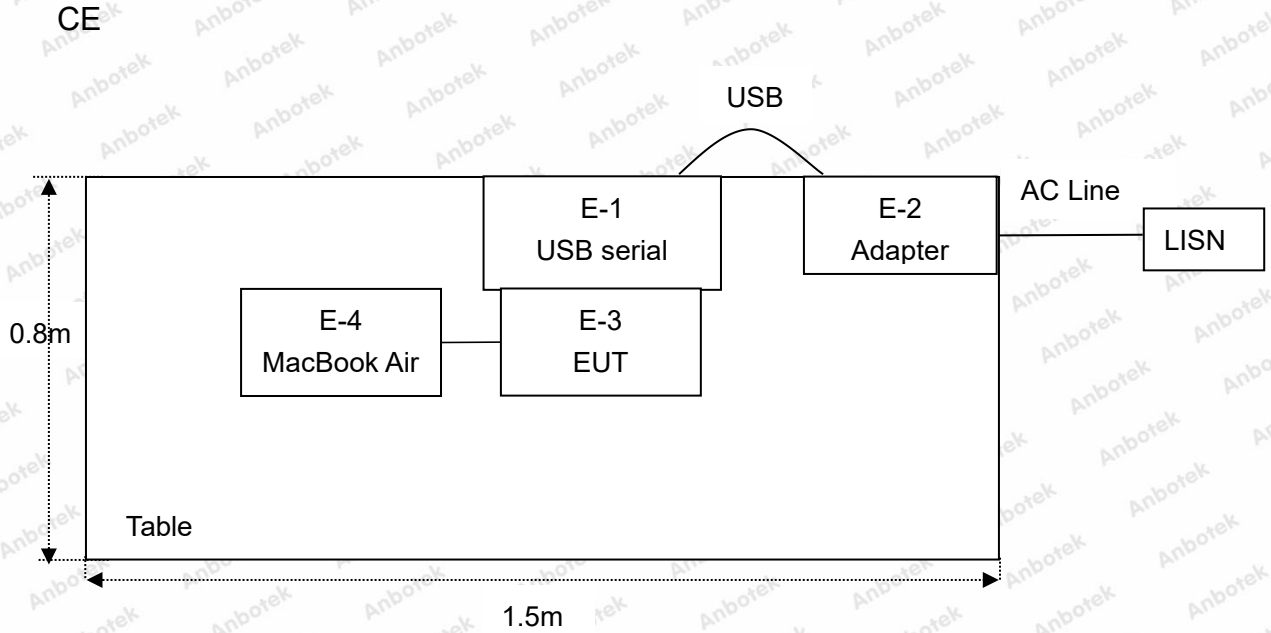 CE
USB
E-1
USB serial
E-2
Adapter
AC Line
LISN
E-4
MacBook Air
E-3
EUT
0.8m
Table
1.5m
Anbotek